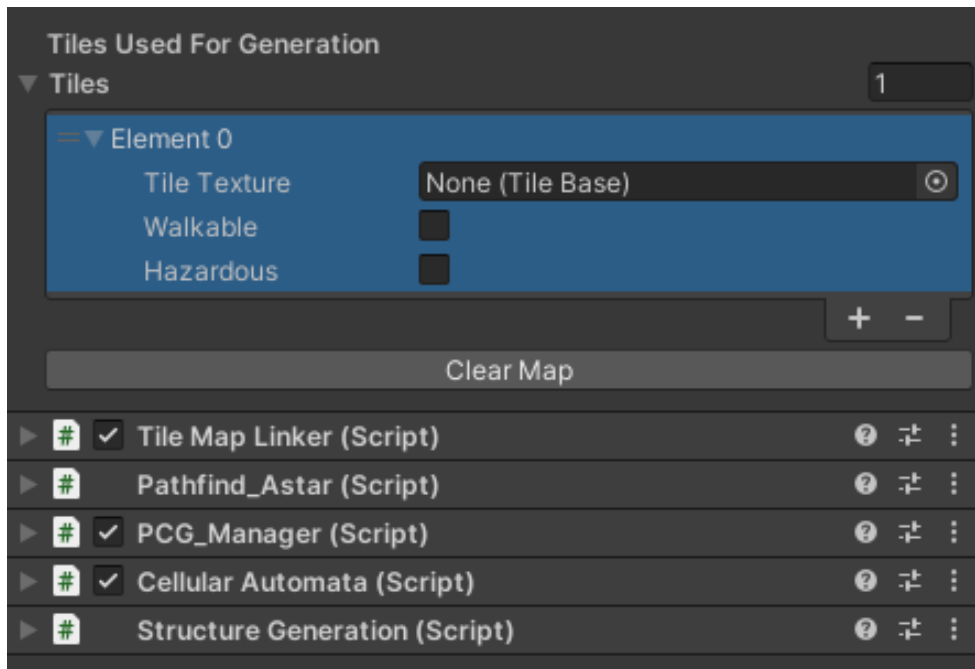 Tiles Used For Generation
Tiles 1
Element 0
Tile Texture None (Tile Base)
Walkable
Hazardous
+ -
Clear Map
# Tile Map Linker (Script)
# Pathfind_Astar (Script)
# PCG_Manager (Script)
# Cellular Automata (Script)
# Structure Generation (Script)